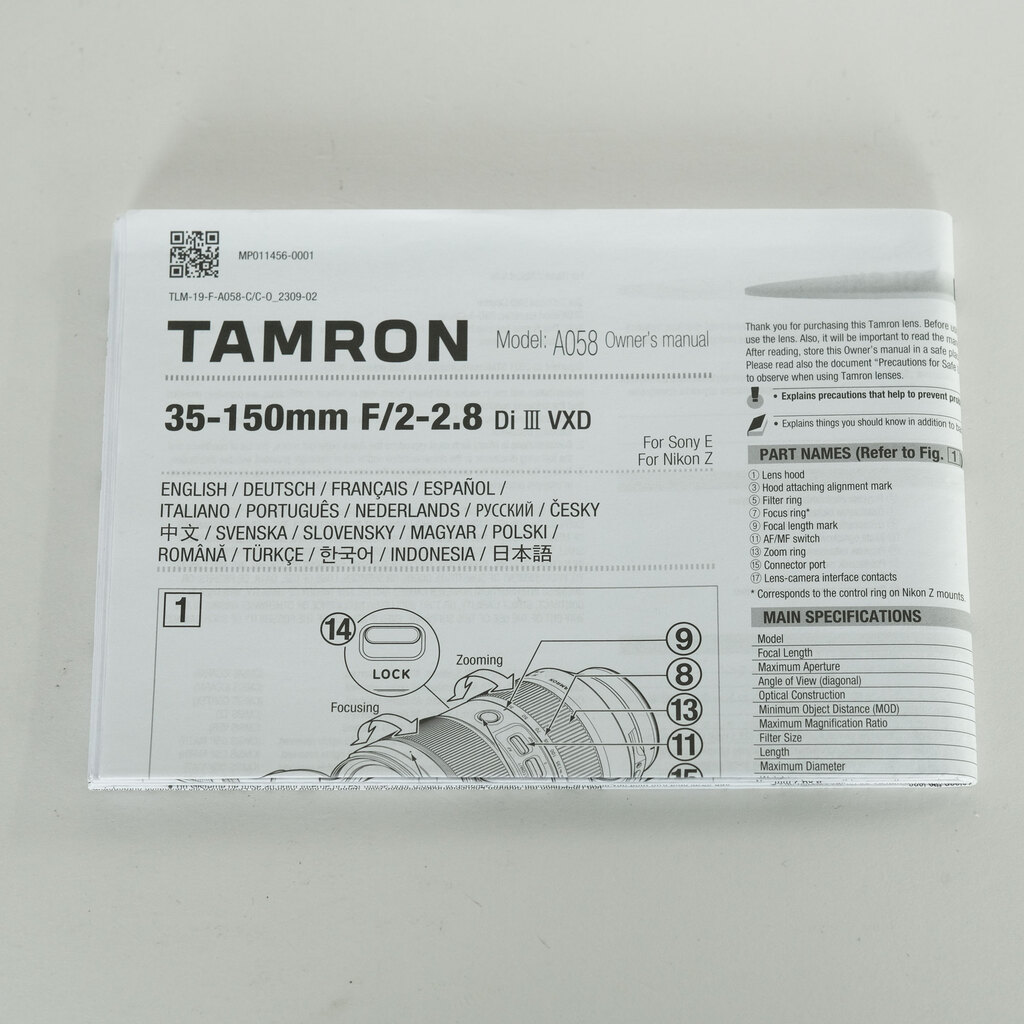 MP011456-0001
TLM-19-F-A058-C/C-O_2309-02
TAMRON Model: A058 Owner's manual
35-150mm F/2-2.8 Di III VXD
For Sony E
For Nikon Z
ENGLISH / DEUTSCH / FRANÇAIS / ESPAÑOL /
ITALIANO / PORTUGUÊS / NEDERLANDS / РУССКИЙ / ČESKY
中文 / SVENSKA / SLOVENSKY / MAGYAR / POLSKI /
ROMÂNĂ / TÜRKÇE / 한국어 / INDONESIA / 日本語
1
14
LOCK
Zooming
Focusing
9
8
13
11
15
Thank you for purchasing this Tamron lens. Before
use the lens. Also, it will be important to read the
After reading, store this Owner's manual in a safe
Please read also the document "Precautions for Safe
to observe when using Tamron lenses.
• Explains precautions that help to prevent
• Explains things you should know in addition to
PART NAMES (Refer to Fig. 1)
① Lens hood
③ Hood attaching alignment mark
⑤ Filter ring
⑦ Focus ring*
⑨ Focal length mark
⑪ AF/MF switch
⑬ Zoom ring
⑮ Connector port
⑰ Lens-camera interface contacts
* Corresponds to the control ring on Nikon Z mounts.
MAIN SPECIFICATIONS
Model
Focal Length
Maximum Aperture
Angle of View (diagonal)
Optical Construction
Minimum Object Distance (MOD)
Maximum Magnification Ratio
Filter Size
Length
Maximum Diameter